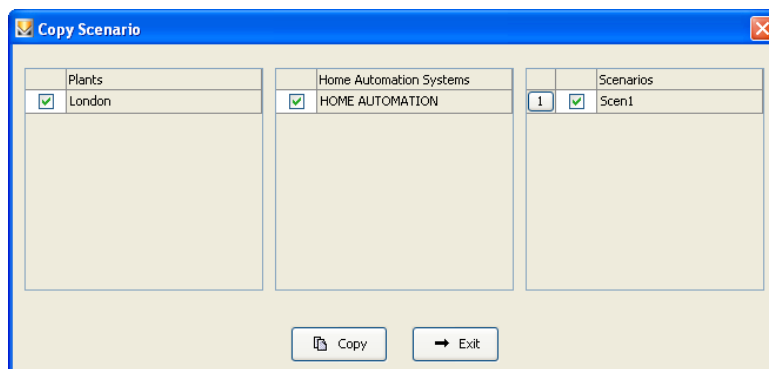 Copy Scenario
Plants
London
Home Automation Systems
HOME AUTOMATION
Scenarios
1 Scen1
Copy
Exit